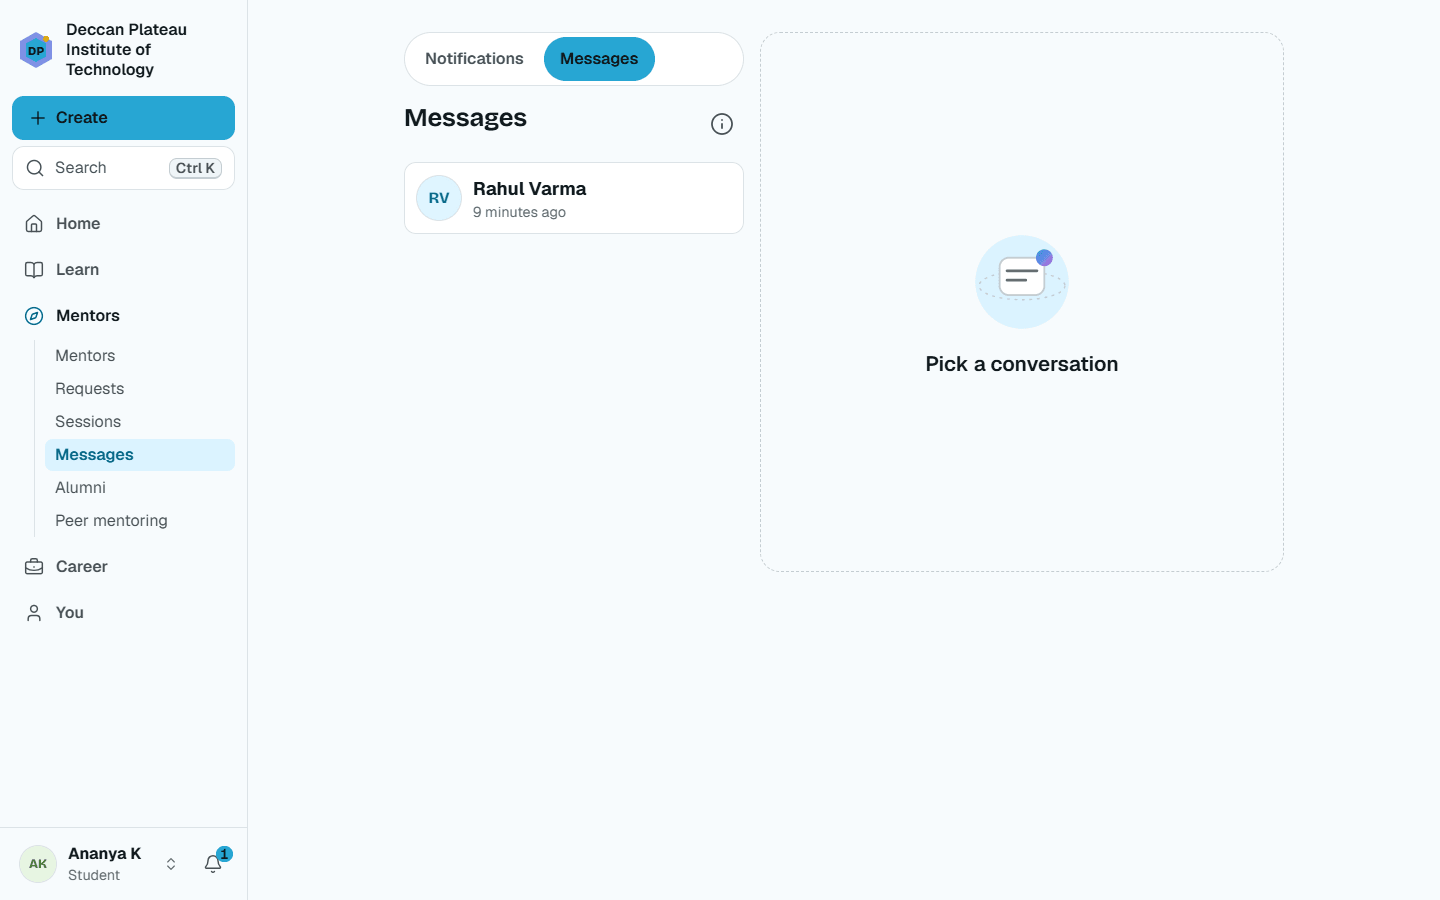 DP
Deccan Plateau
Institute of
Technology
Create
Search Ctrl K
Home
Learn
Mentors
Mentors
Requests
Sessions
Messages
Alumni
Peer mentoring
Career
You
AK
Ananya K
Student
1
Notifications Messages
Messages
RV
Rahul Varma
9 minutes ago
Pick a conversation